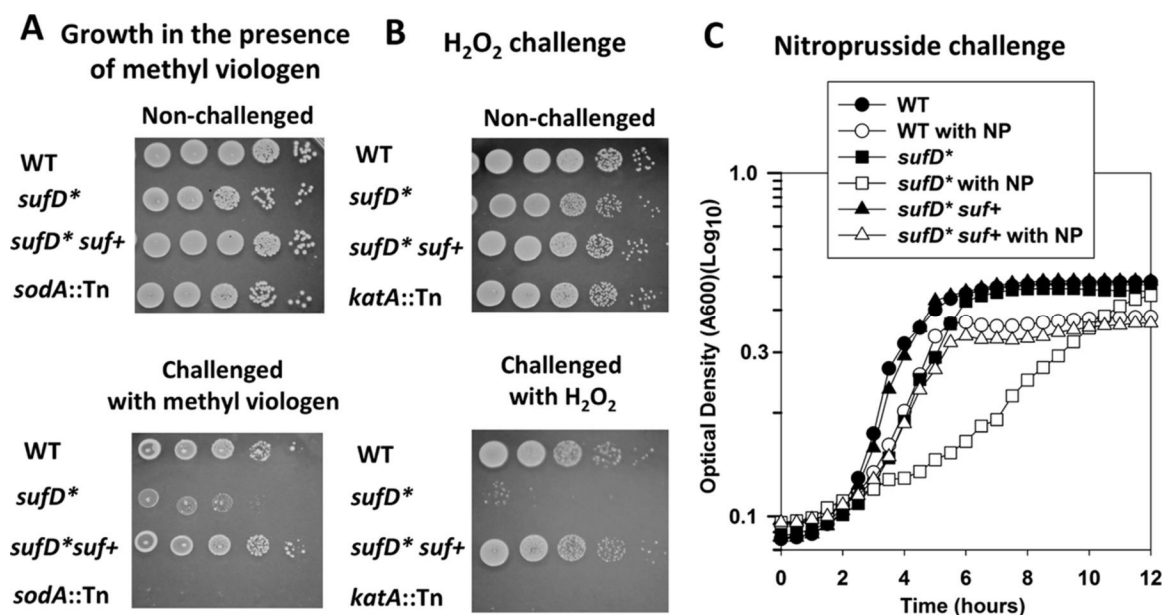 A
Growth in the presence
of methyl viologen
Non-challenged
WT
sufD*
sufD* suf+
sodA::Tn
Challenged
with methyl viologen
WT
sufD*
sufD*suf+
sodA::Tn
B
H₂O₂ challenge
Non-challenged
WT
sufD*
sufD* suf+
katA::Tn
Challenged
with H₂O₂
WT
sufD*
sufD* suf+
katA::Tn
C
Nitroprusside challenge
WT
WT with NP
sufD*
sufD* with NP
sufD* suf+
sufD* suf+ with NP
Optical Density (A600)(Log₁₀)
1.0
0.3
0.1
0 2 4 6 8 10 12
Time (hours)